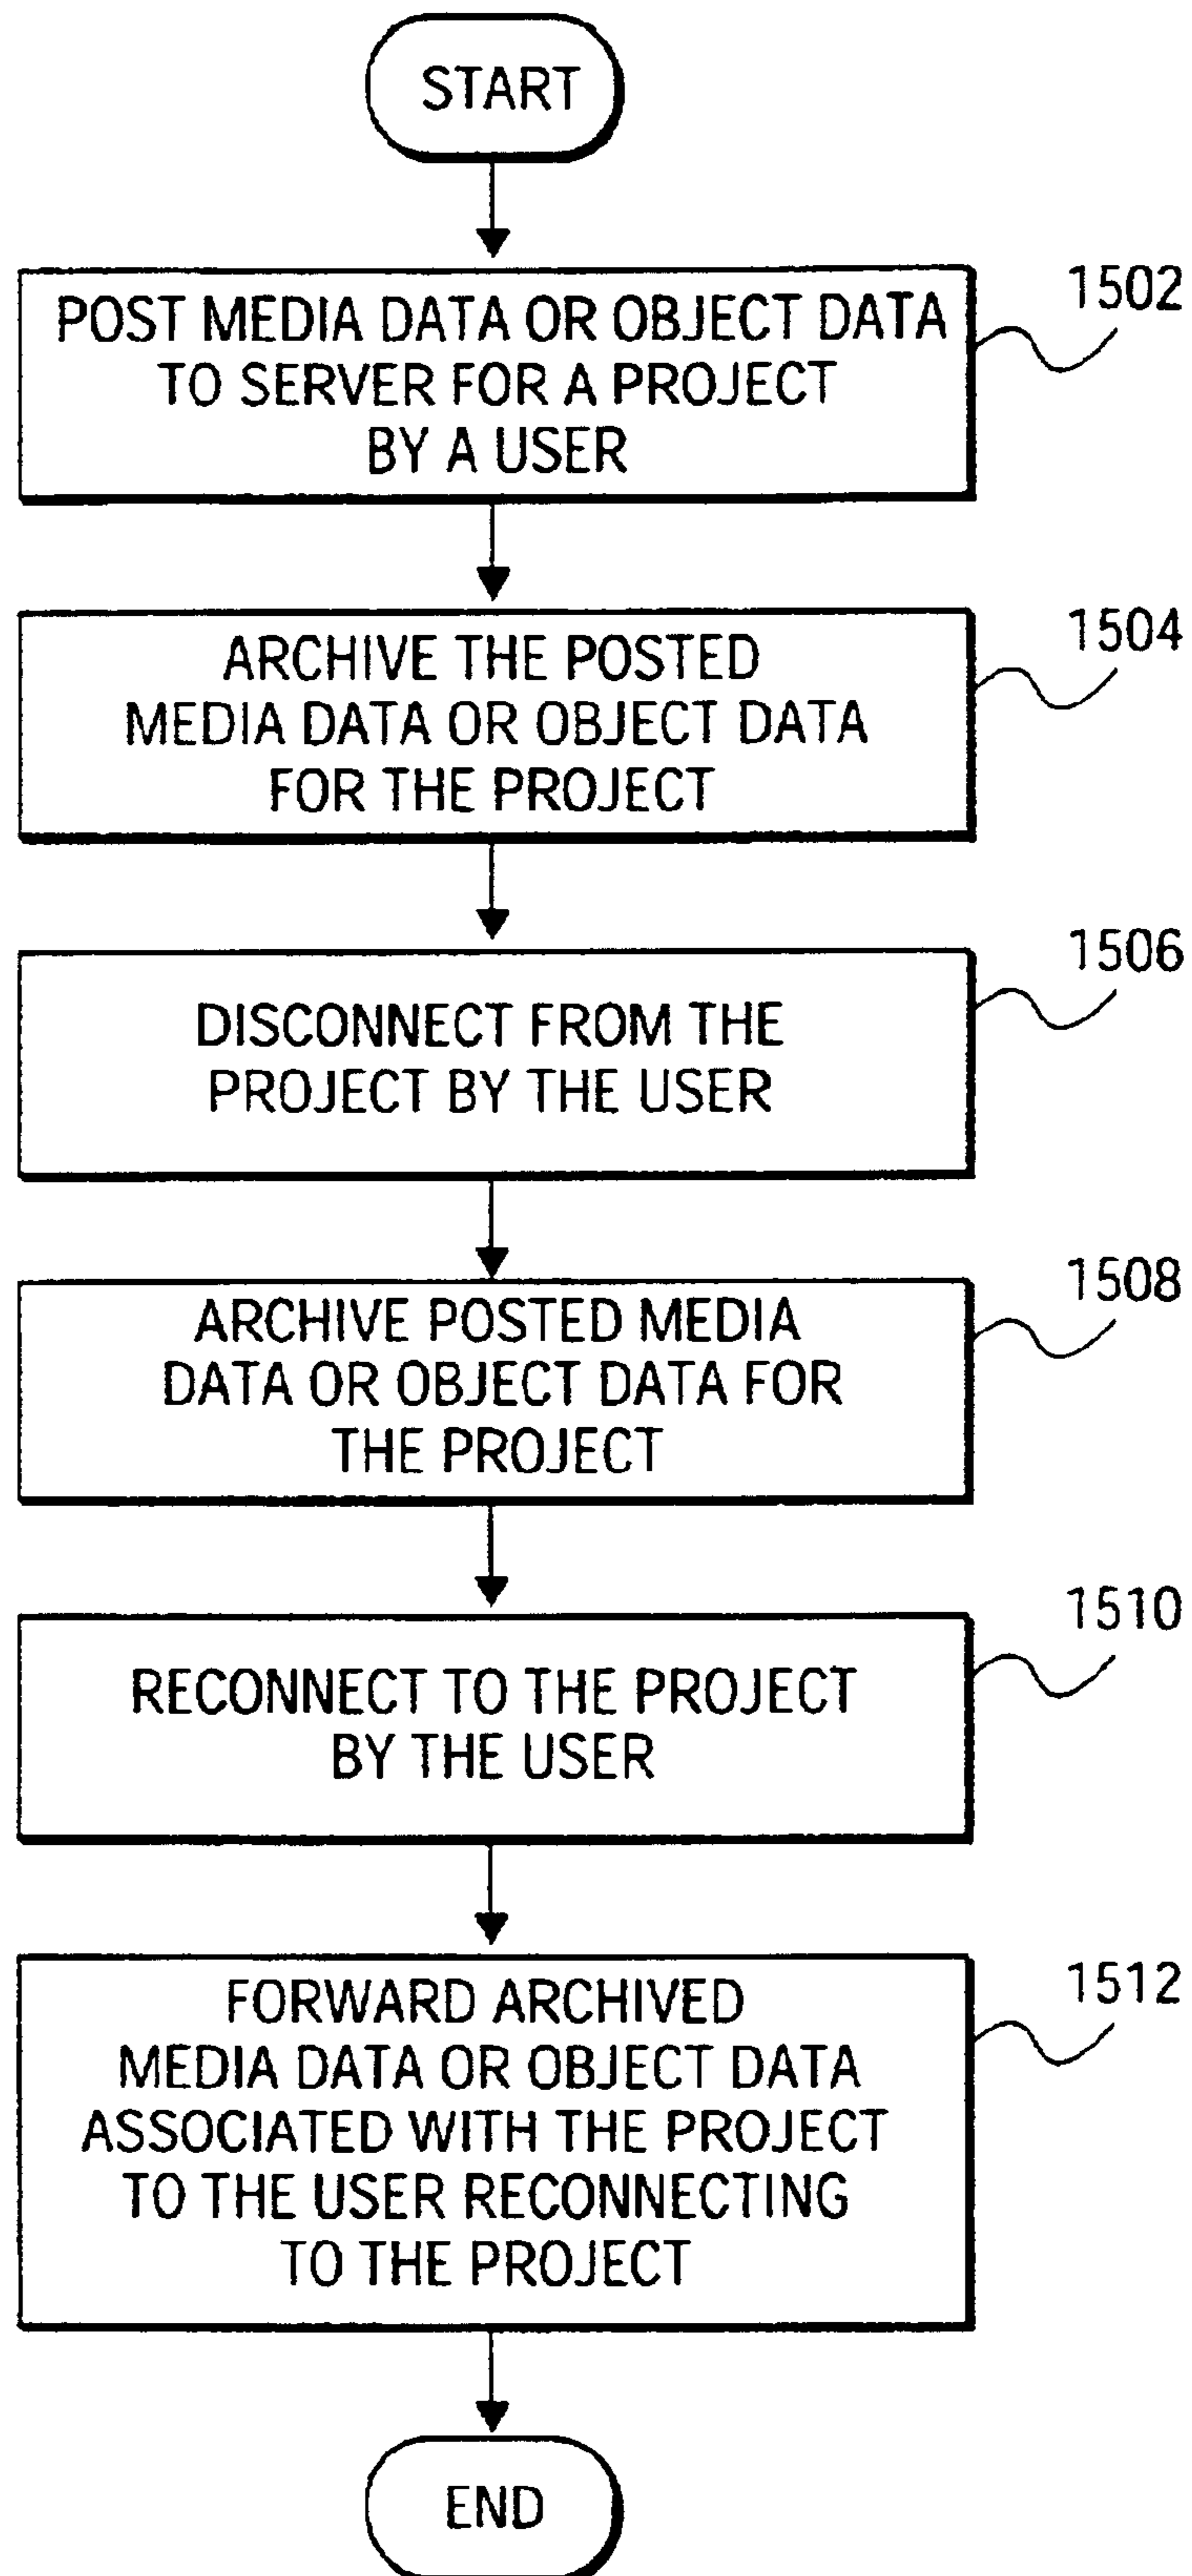 START
POST MEDIA DATA OR OBJECT DATA
TO SERVER FOR A PROJECT
BY A USER
1502
ARCHIVE THE POSTED
MEDIA DATA OR OBJECT DATA
FOR THE PROJECT
1504
DISCONNECT FROM THE
PROJECT BY THE USER
1506
ARCHIVE POSTED MEDIA
DATA OR OBJECT DATA FOR
THE PROJECT
1508
RECONNECT TO THE PROJECT
BY THE USER
1510
FORWARD ARCHIVED
MEDIA DATA OR OBJECT DATA
ASSOCIATED WITH THE PROJECT
TO THE USER RECONNECTING
TO THE PROJECT
1512
END